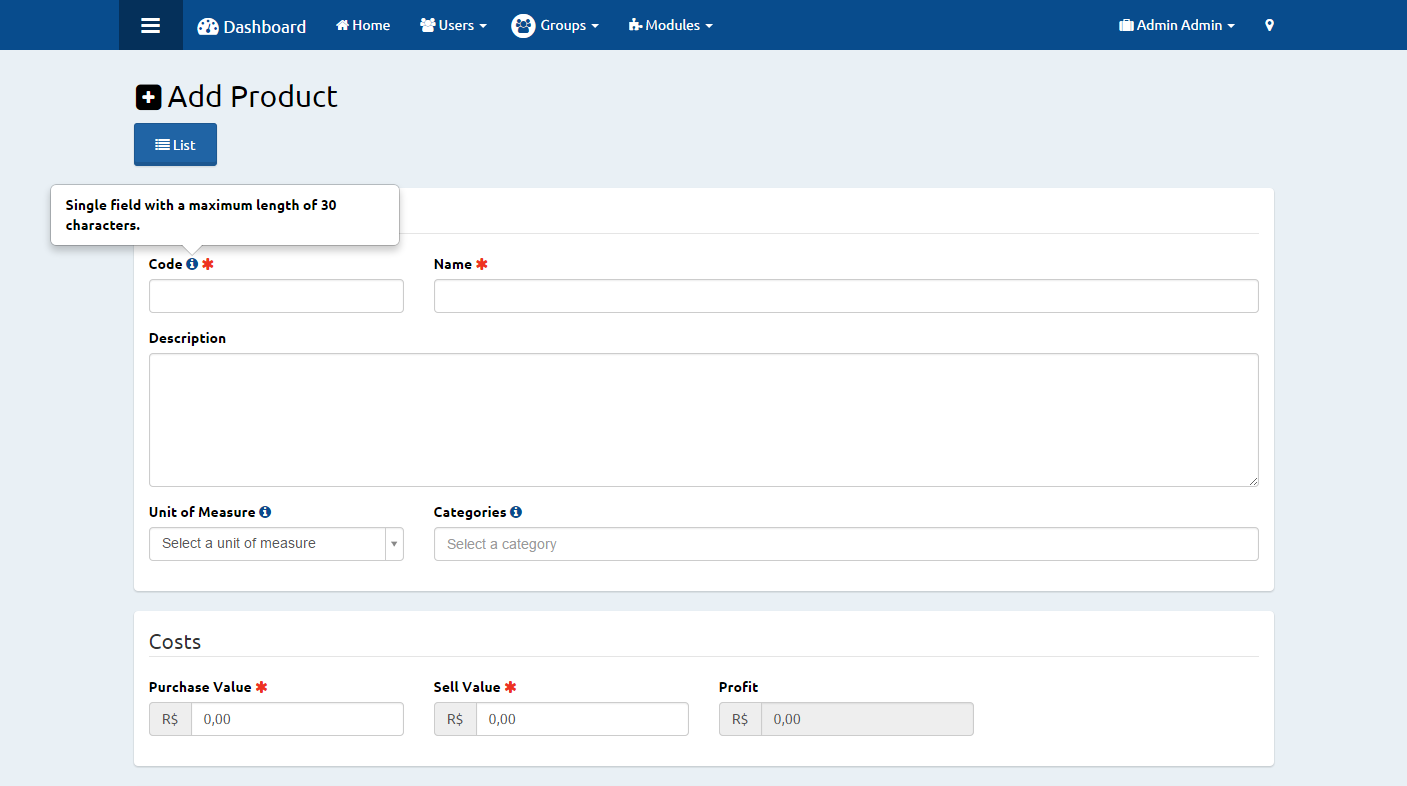 Dashboard Home Users Groups Modules Admin Admin
Add Product
List
Single field with a maximum length of 30
characters.
Code * Name *
Description
Unit of Measure Categories
Select a unit of measure Select a category
Costs
Purchase Value * Sell Value * Profit
R$ 0,00 R$ 0,00 R$ 0,00